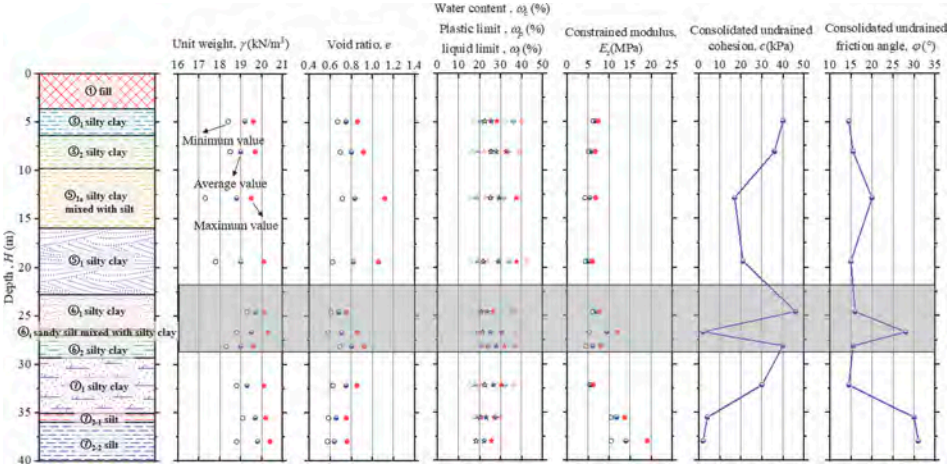 Water content , ω꜀ (%)
Plastic limit , ωₚ (%)
liquid limit , ωₗ (%)
Unit weight, γ (kN/m³)
Void ratio, e
Constrained modulus,
Eₛ(MPa)
Consolidated undrained
cohesion, c(kPa)
Consolidated undrained
friction angle, φ(°)
16 17 18 19 20 21
0.4 0.6 0.8 1.0 1.2 1.4
0 10 20 30 40 50
0 5 10 15 20 25
0 10 20 30 40 50
10 15 20 25 30 35
Depth , H (m)
0
5
10
15
20
25
30
35
40
① fill
③₁ silty clay
③₂ silty clay
⑤₁ₐ silty clay
mixed with silt
⑤₁ silt
⑥₁ silty clay
⑥₁ sandy silt mixed with silty clay
⑥₂ silty clay
⑦₁ silty clay
⑦₂₋₁ silt
⑦₂₋₂ silt
Minimum value
Average value
Maximum value